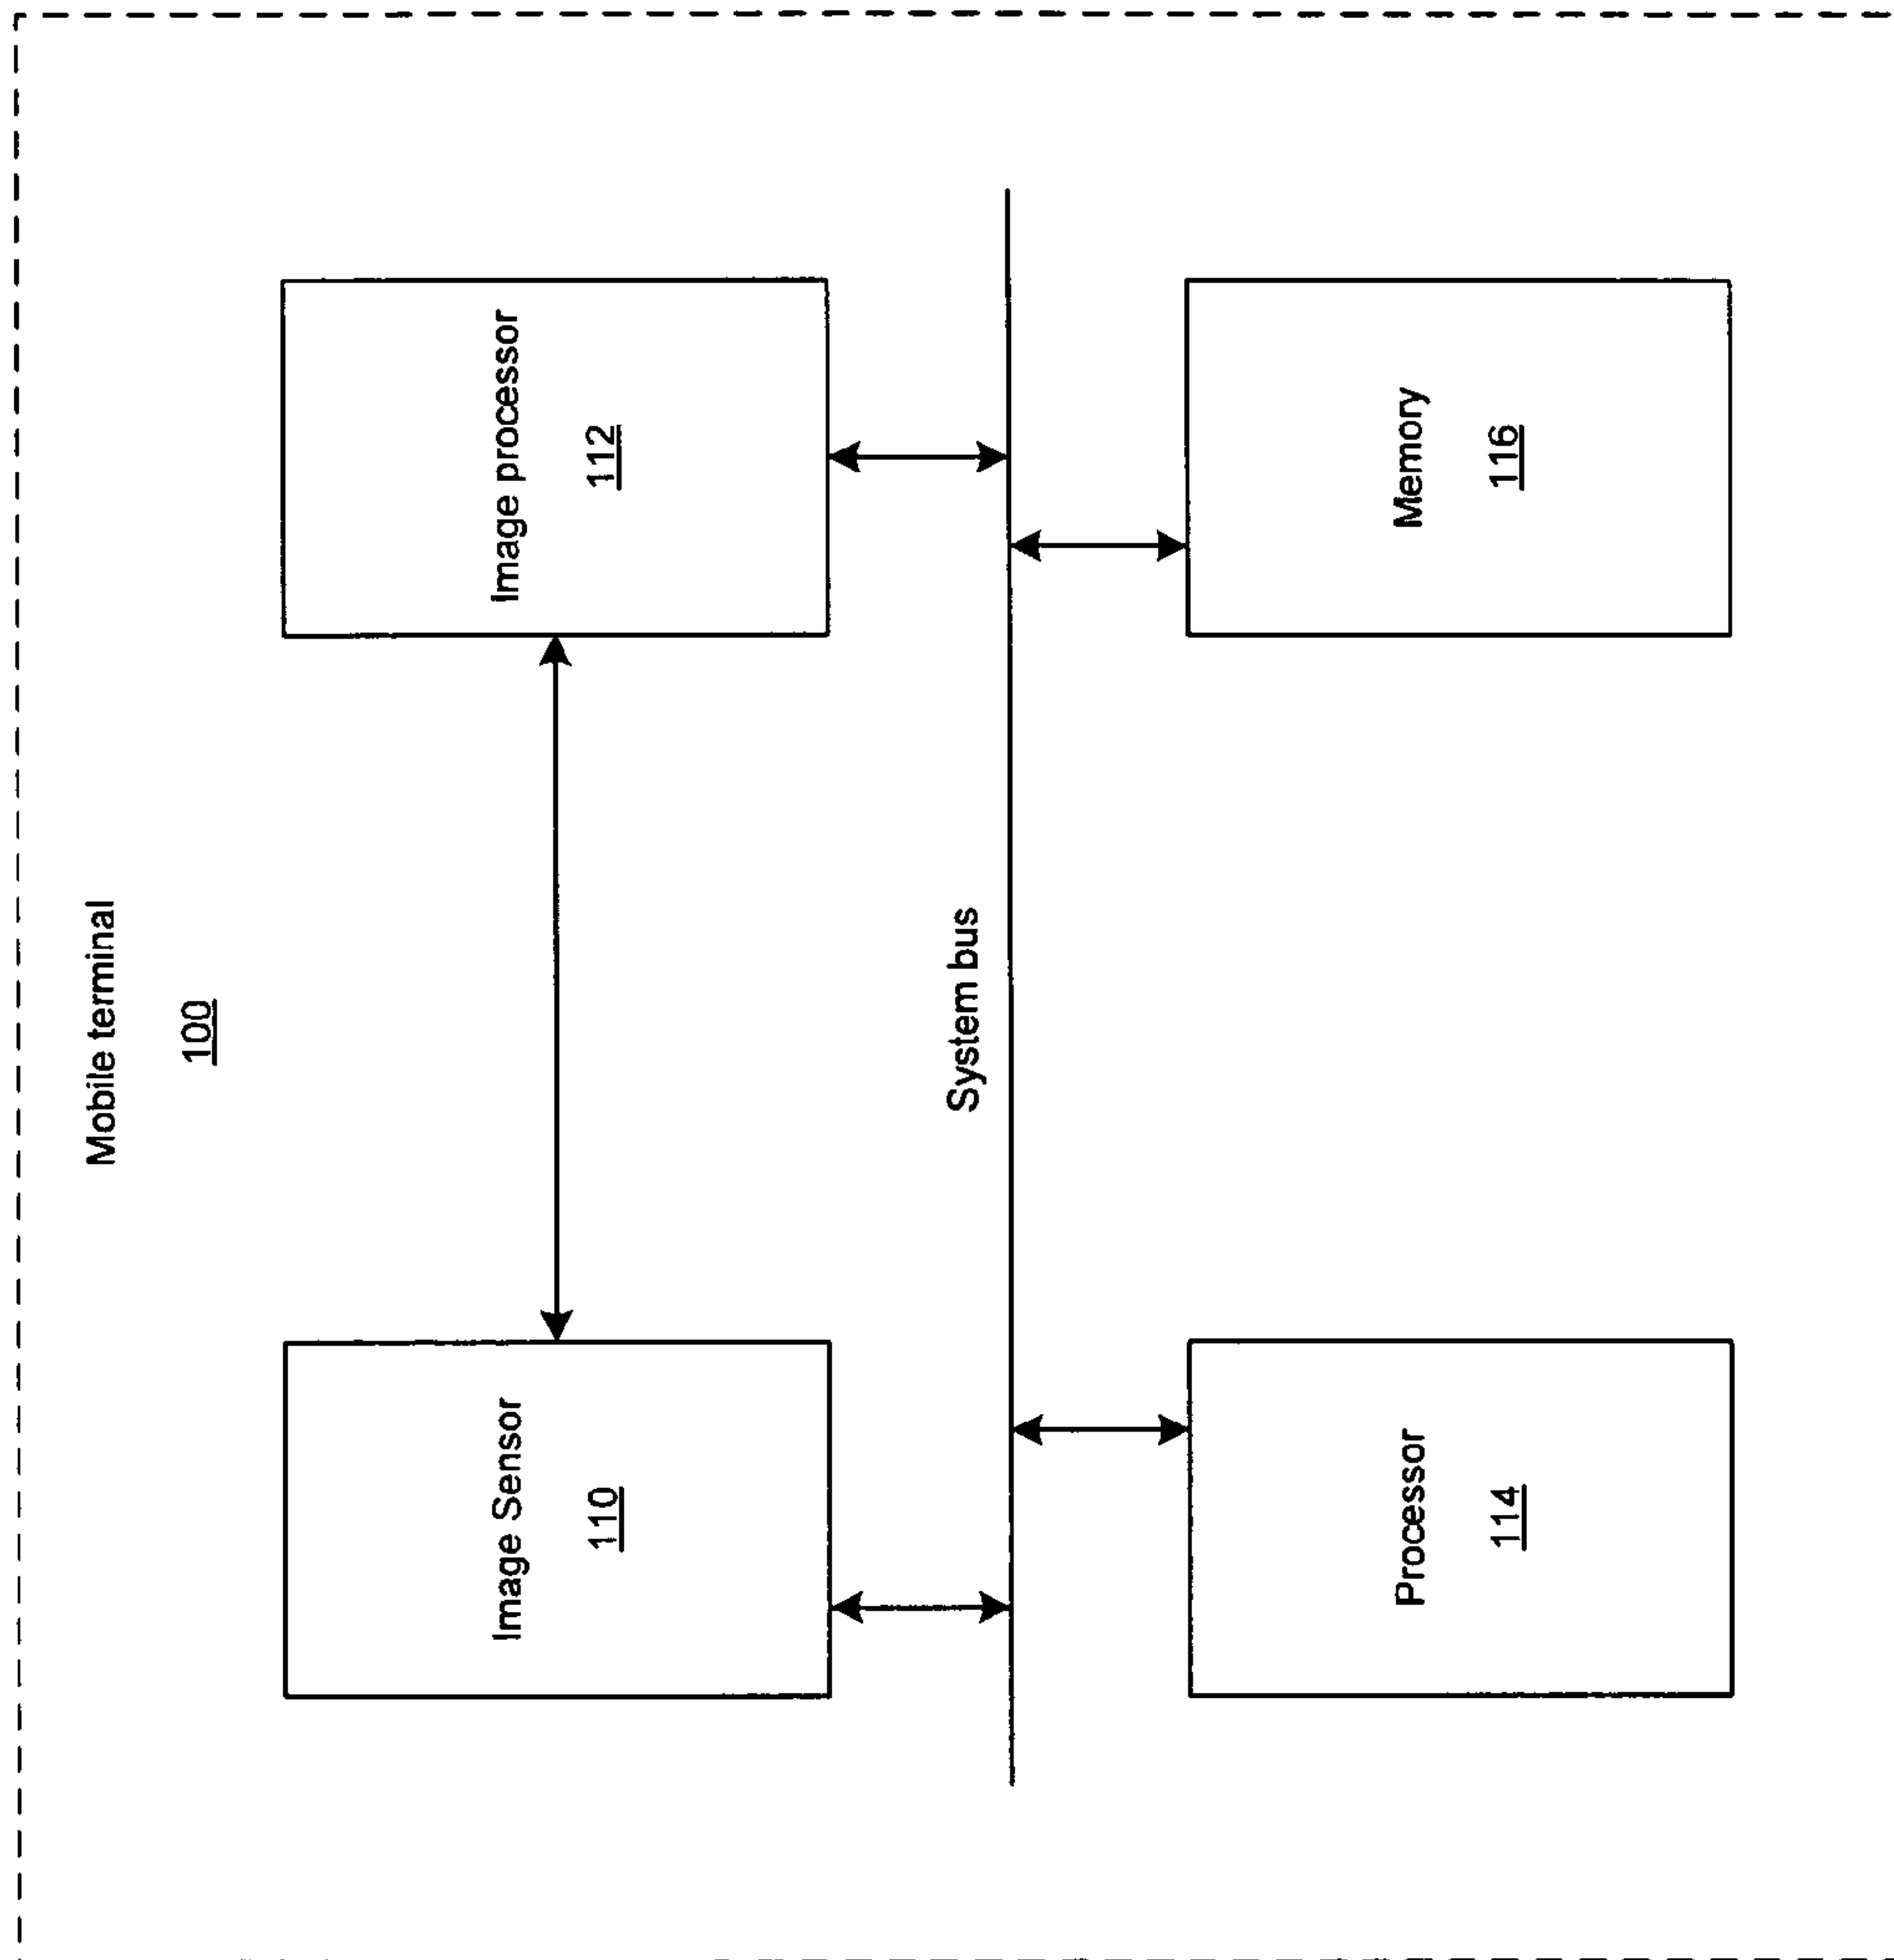 Mobile terminal
100
Image Sensor
110
Image processor
112
System bus
Processor
114
Memory
116